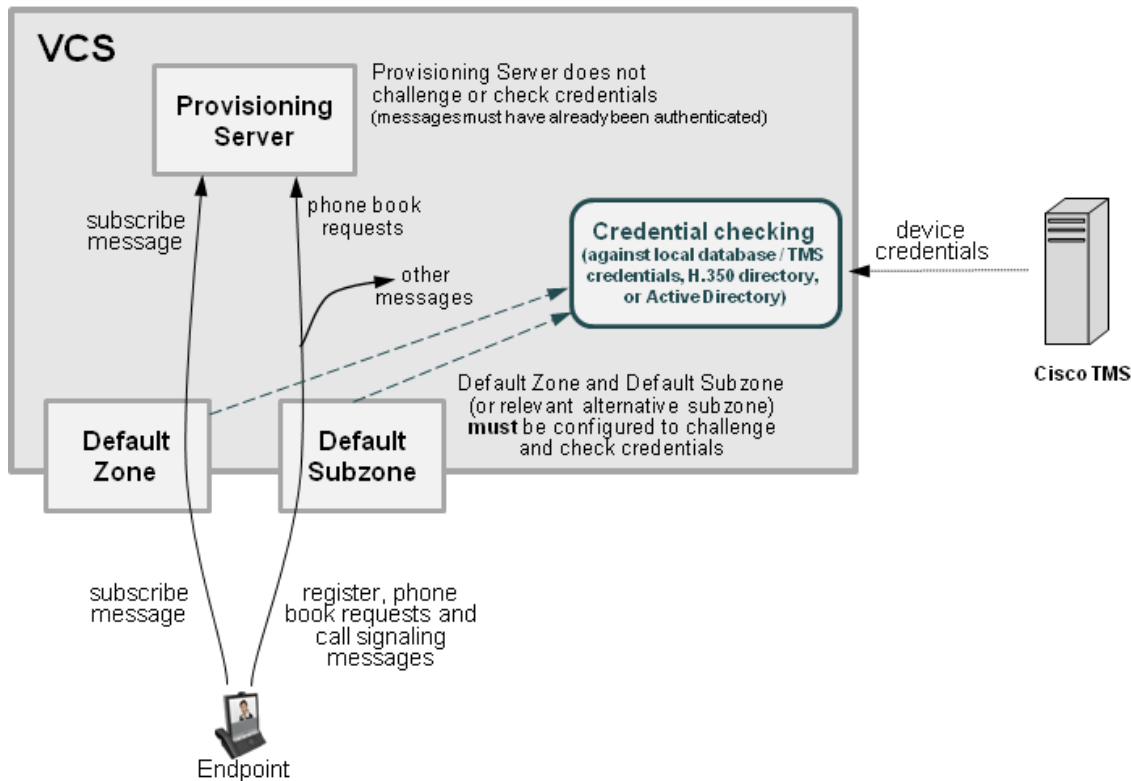 VCS
Provisioning
Server
Provisioning Server does not
challenge or check credentials
(messages must have already been authenticated)
subscribe
message
phone book
requests
other
messages
Credential checking
(against local database / TMS
credentials, H.350 directory,
or Active Directory)
device
credentials
Cisco TMS
Default Zone and Default Subzone
(or relevant alternative subzone)
must be configured to challenge
and check credentials
Default
Zone
Default
Subzone
subscribe
message
register, phone
book requests and
call signaling
messages
Endpoint